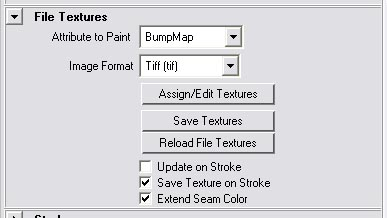 File Textures
Attribute to Paint BumpMap
Image Format Tiff (tif)
Assign/Edit Textures
Save Textures
Reload File Textures
Update on Stroke
Save Texture on Stroke
Extend Seam Color